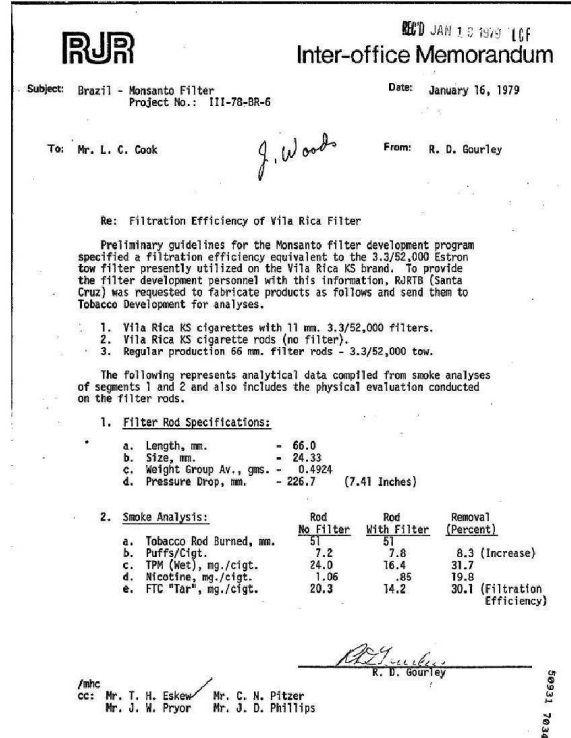 REC'D JAN 1 8 1979 LCF
RJR
Inter-office Memorandum
Subject: Brazil - Monsanto Filter
Project No.: III-78-BR-6
Date: January 16, 1979
To: Mr. L. C. Cook
J. Woods
From: R. D. Gourley
Re: Filtration Efficiency of Vila Rica Filter
Preliminary guidelines for the Monsanto filter development program
specified a filtration efficiency equivalent to the 3.3/52,000 Estron
tow filter presently utilized on the Vila Rica KS brand. To provide
the filter development personnel with this information, RJRTB (Santa
Cruz) was requested to fabricate products as follows and send them to
Tobacco Development for analyses.
1. Vila Rica KS cigarettes with 11 mm. 3.3/52,000 filters.
2. Vila Rica KS cigarette rods (no filter).
3. Regular production 66 mm. filter rods - 3.3/52,000 tow.
The following represents analytical data compiled from smoke analyses
of segments 1 and 2 and also includes the physical evaluation conducted
on the filter rods.
1. Filter Rod Specifications:
a. Length, mm. - 66.0
b. Size, mm. - 24.33
c. Weight Group Av., gms. - 0.4924
d. Pressure Drop, mm. - 226.7 (7.41 Inches)
2. Smoke Analysis: Rod Rod Removal
No Filter With Filter (Percent)
a. Tobacco Rod Burned, mm. 51 51
b. Puffs/Cigt. 7.2 7.8 8.3 (Increase)
c. TPM (Wet), mg./cigt. 24.0 16.4 31.7
d. Nicotine, mg./cigt. 1.06 .85 19.8
e. FTC "Tar", mg./cigt. 20.3 14.2 30.1 (Filtration
Efficiency)
R. D. Gourley
/mhc
cc: Mr. T. H. Eskew Mr. C. N. Pitzer
Mr. J. W. Pryor Mr. J. D. Phillips
50931 7034